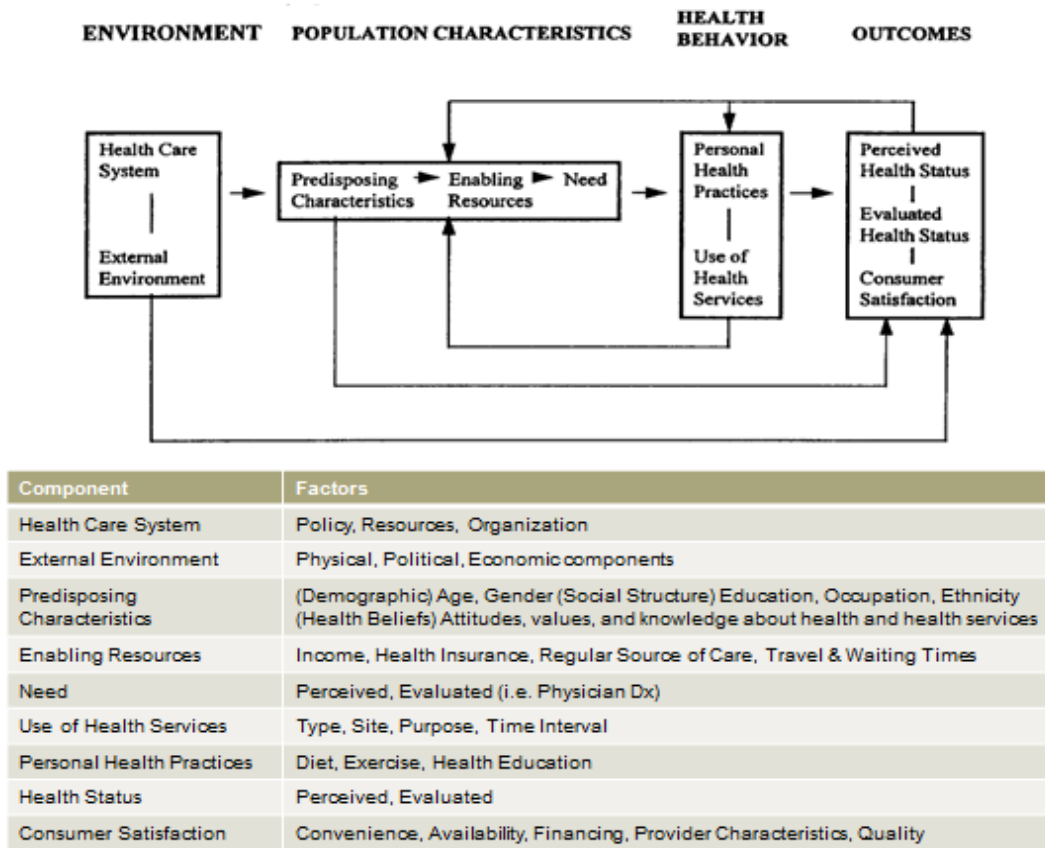 ENVIRONMENT
POPULATION CHARACTERISTICS
HEALTH
BEHAVIOR
OUTCOMES
Health Care
System
External
Environment
Predisposing
Characteristics
Enabling
Resources
Need
Personal
Health
Practices
Use of
Health
Services
Perceived
Health Status
Evaluated
Health Status
Consumer
Satisfaction
Component Factors
Health Care System Policy, Resources, Organization
External Environment Physical, Political, Economic components
Predisposing
Characteristics
(Demographic) Age, Gender (Social Structure) Education, Occupation, Ethnicity
(Health Beliefs) Attitudes, values, and knowledge about health and health services
Enabling Resources Income, Health Insurance, Regular Source of Care, Travel & Waiting Times
Need Perceived, Evaluated (i.e. Physician Dx)
Use of Health Services Type, Site, Purpose, Time Interval
Personal Health Practices Diet, Exercise, Health Education
Health Status Perceived, Evaluated
Consumer Satisfaction Convenience, Availability, Financing, Provider Characteristics, Quality